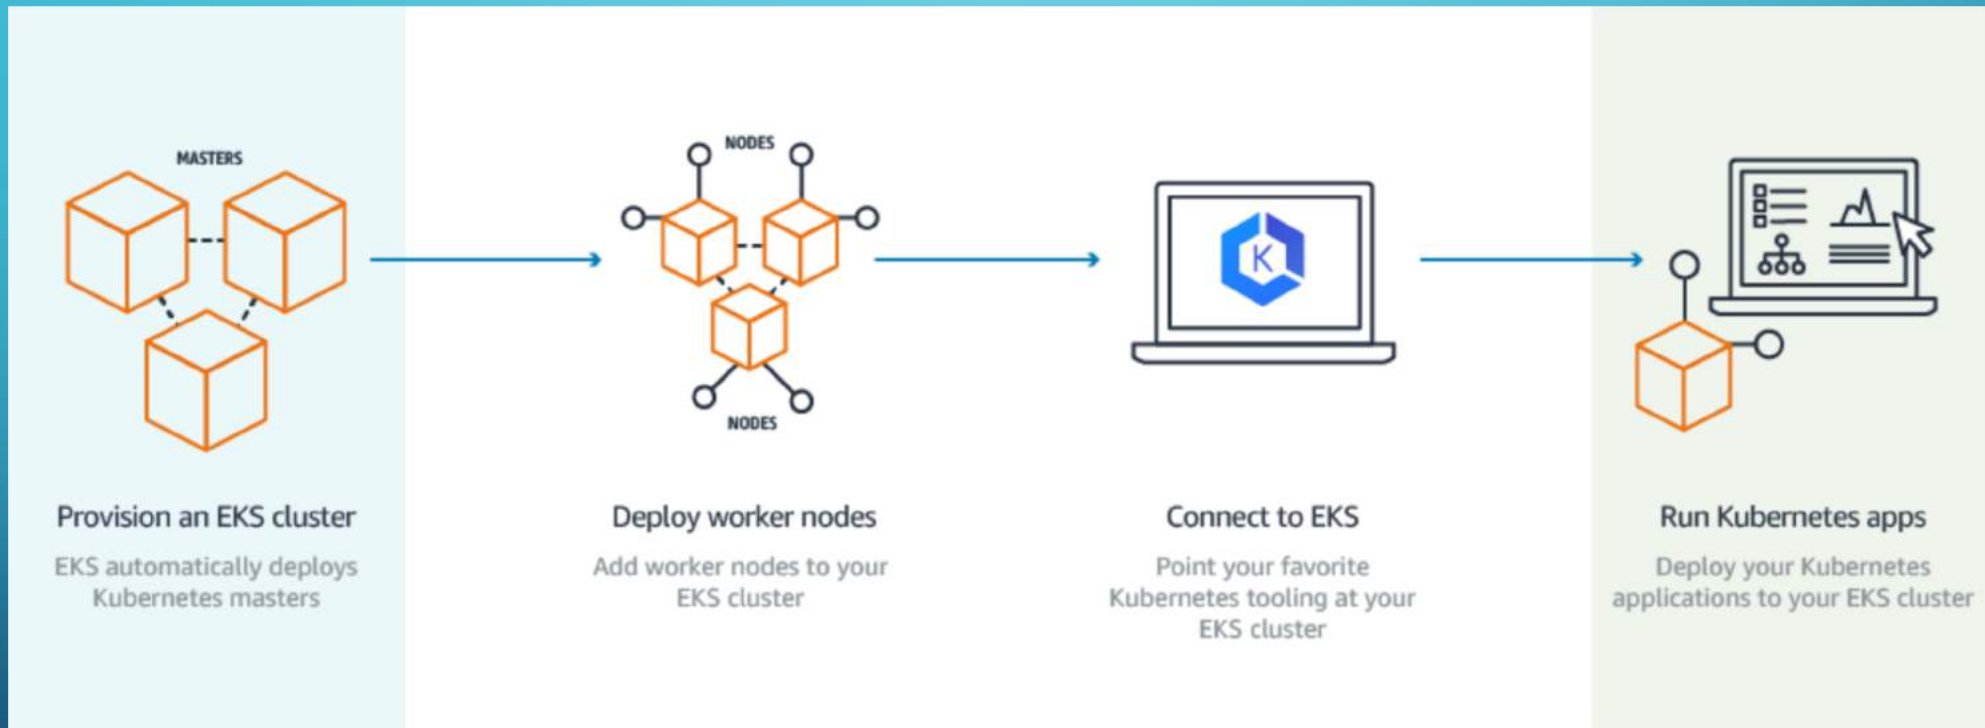 MASTERS
Provision an EKS cluster
EKS automatically deploys
Kubernetes masters
NODES
NODES
Deploy worker nodes
Add worker nodes to your
EKS cluster
K
Connect to EKS
Point your favorite
Kubernetes tooling at your
EKS cluster
Run Kubernetes apps
Deploy your Kubernetes
applications to your EKS cluster